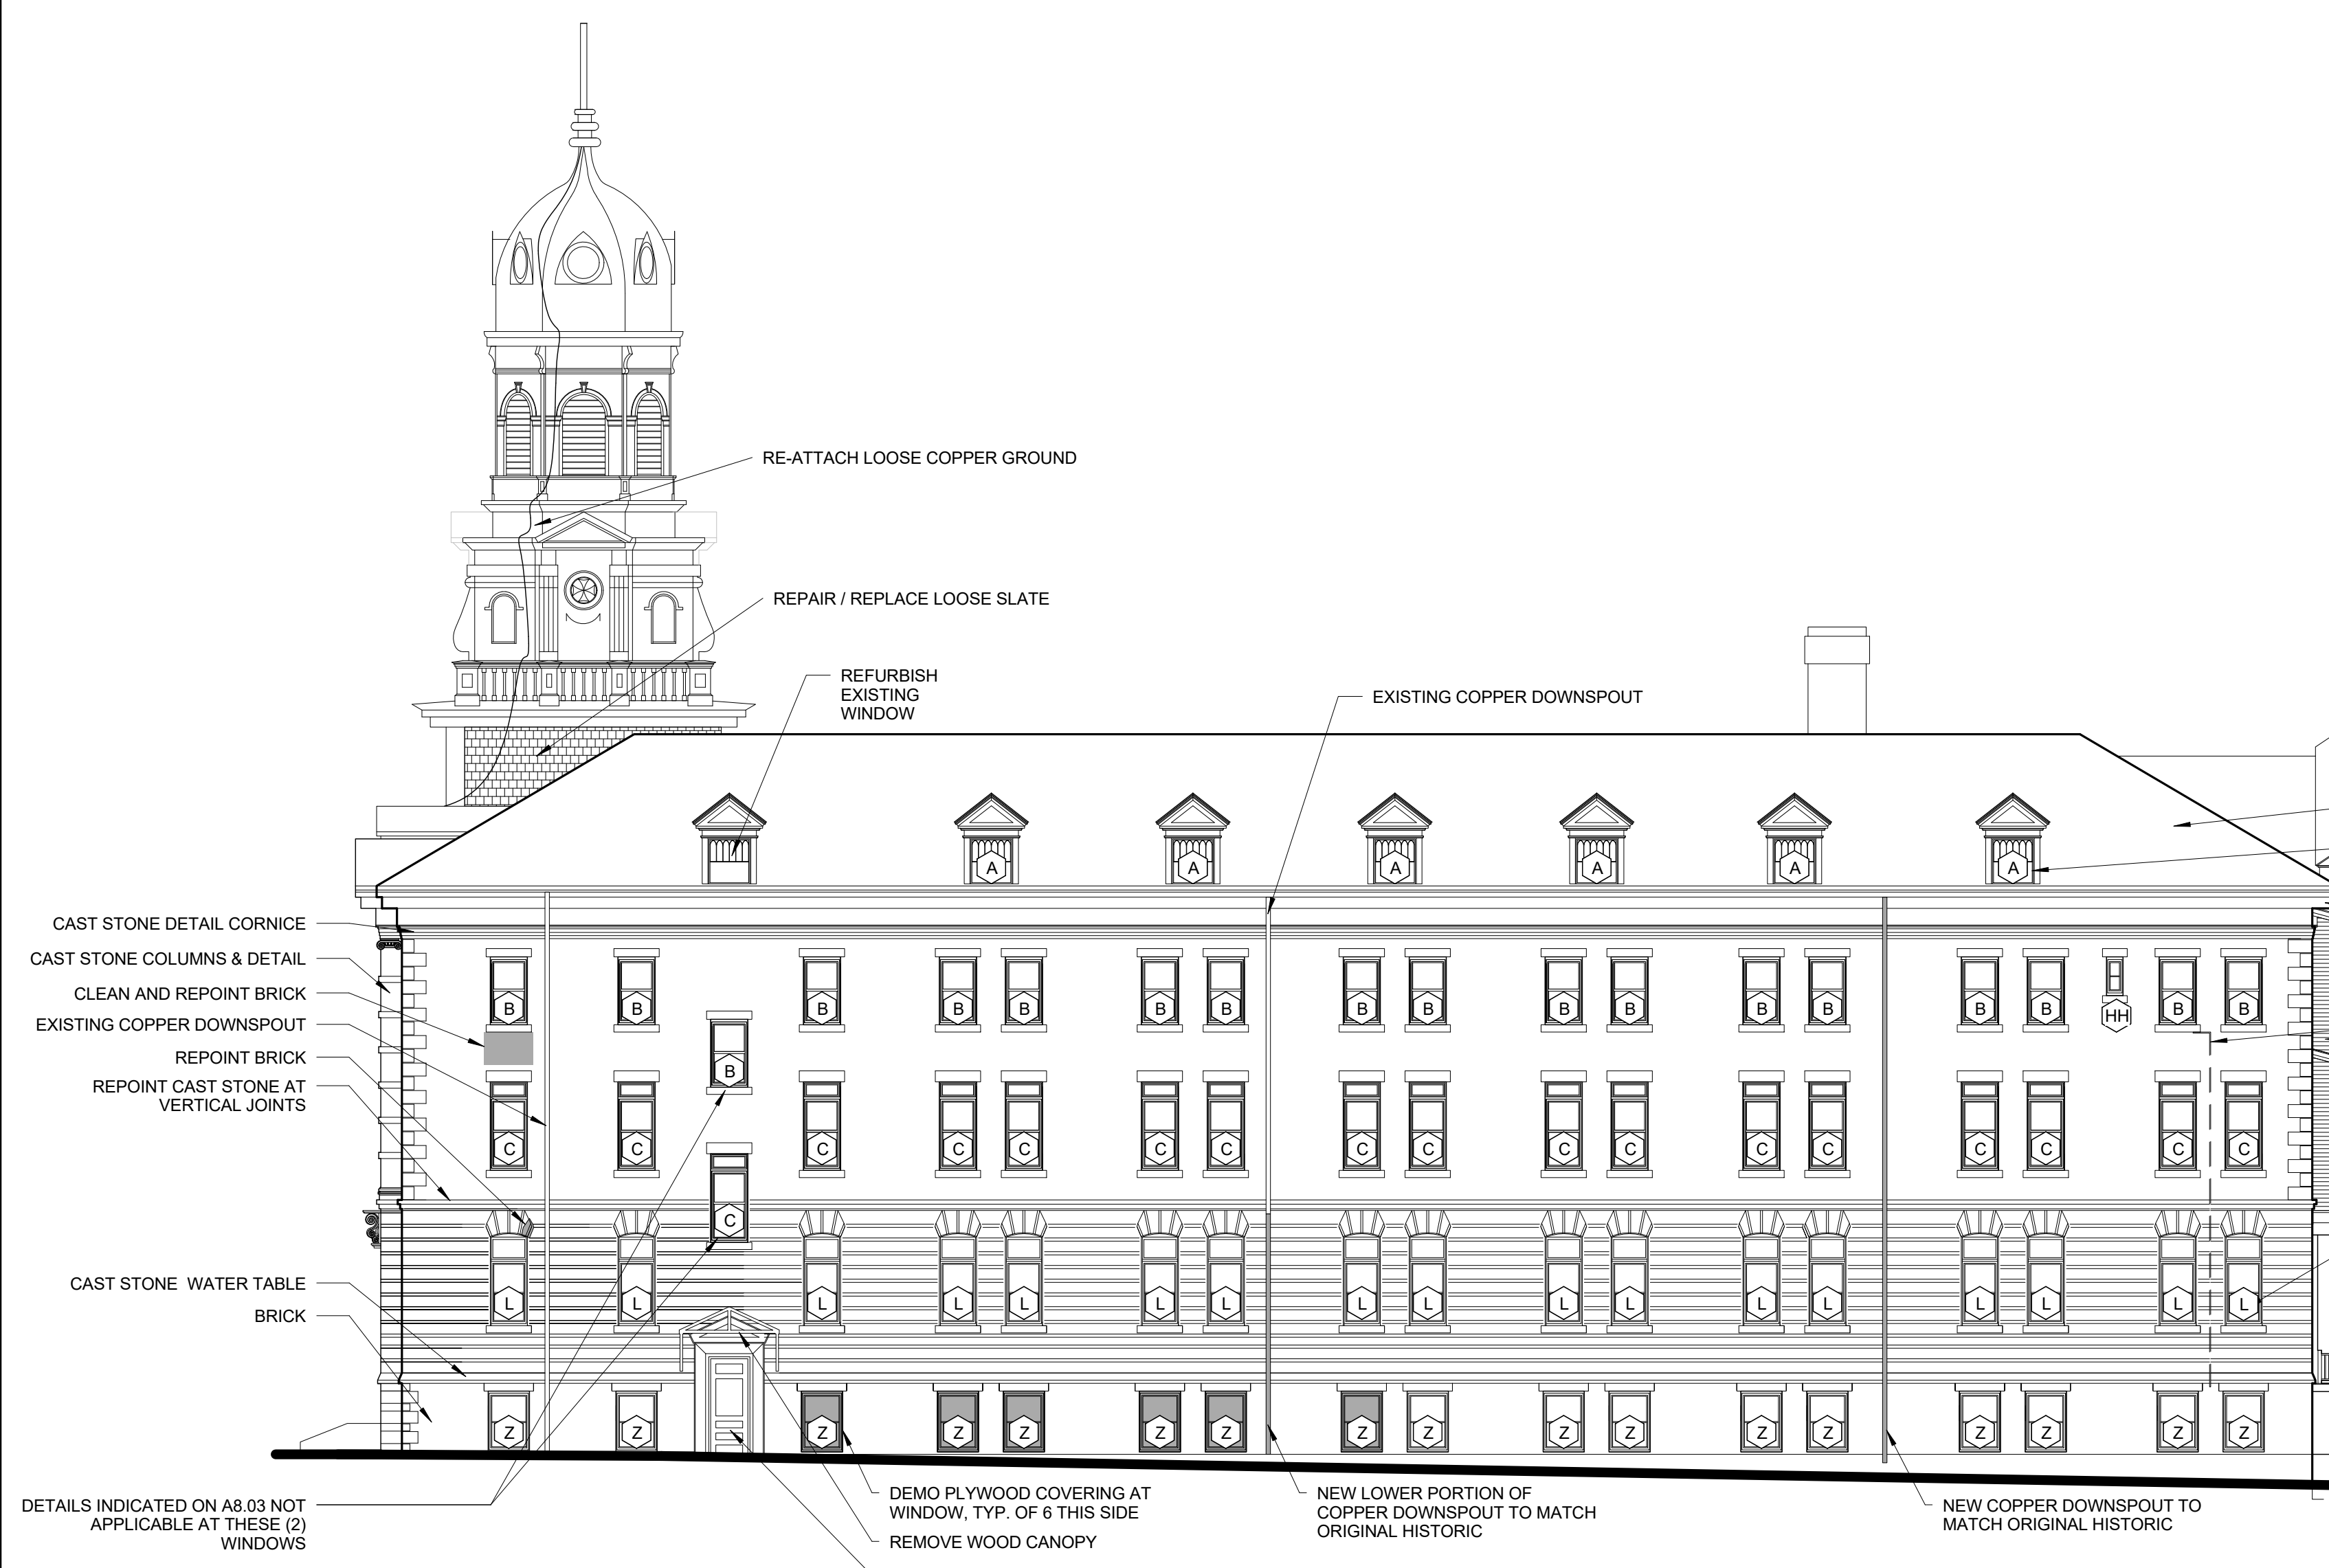 RE-ATTACH LOOSE COPPER GROUND
REPAIR / REPLACE LOOSE SLATE
REFURBISH
EXISTING
WINDOW
EXISTING COPPER DOWNSPOUT
A A A A A A
CAST STONE DETAIL CORNICE
CAST STONE COLUMNS & DETAIL
CLEAN AND REPOINT BRICK
EXISTING COPPER DOWNSPOUT
REPOINT BRICK
REPOINT CAST STONE AT
VERTICAL JOINTS
CAST STONE WATER TABLE
BRICK
B B B B B B B B B B B B B B B HH B B
B
C C C C C C C C C C C C C C C C C
C
L L L L L L L L L L L L L L L L L
Z Z Z Z Z Z Z Z Z Z Z Z Z Z Z Z Z
DETAILS INDICATED ON A8.03 NOT
APPLICABLE AT THESE (2)
WINDOWS
DEMO PLYWOOD COVERING AT
WINDOW, TYP. OF 6 THIS SIDE
REMOVE WOOD CANOPY
NEW LOWER PORTION OF
COPPER DOWNSPOUT TO MATCH
ORIGINAL HISTORIC
NEW COPPER DOWNSPOUT TO
MATCH ORIGINAL HISTORIC